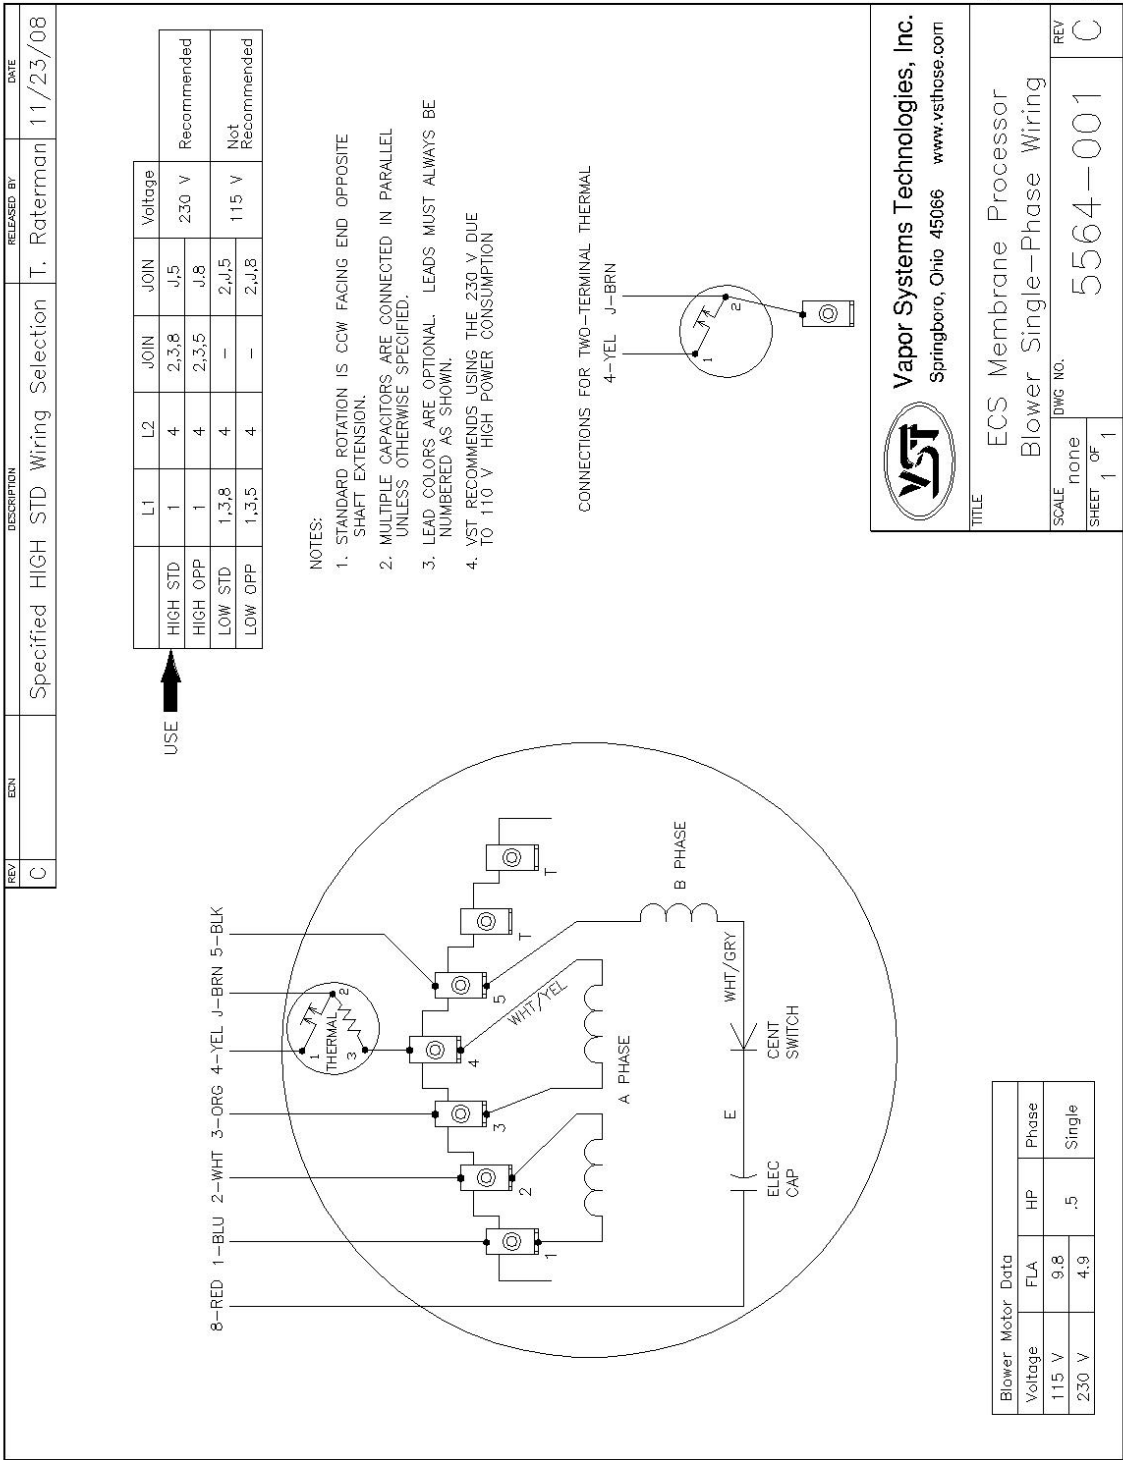 REV ECN DESCRIPTION RELEASED BY DATE
C Specified HIGH STD Wiring Selection T. Raterman 11/23/08
8-RED 1-BLU 2-WHT 3-ORG 4-YEL J-BRN 5-BLK
1 2 3
THERMAL
1 2 3 4 5 T T
WHT/YEL
A PHASE
B PHASE
WHT/GRY
E
ELEC
CAP
CENT
SWITCH
USE
L1 L2 JOIN JOIN Voltage
HIGH STD 1 4 2,3,8 J,5 230 V Recommended
HIGH OPP 1 4 2,3,5 J.8
LOW STD 1,3,8 4 - 2,J,5 115 V Not Recommended
LOW OPP 1,3,5 4 - 2,J,8
NOTES:
1. STANDARD ROTATION IS CCW FACING END OPPOSITE
SHAFT EXTENSION.
2. MULTIPLE CAPACITORS ARE CONNECTED IN PARALLEL
UNLESS OTHERWISE SPECIFIED.
3. LEAD COLORS ARE OPTIONAL. LEADS MUST ALWAYS BE
NUMBERED AS SHOWN.
4. VST RECOMMENDS USING THE 230 V DUE
TO 110 V HIGH POWER CONSUMPTION
CONNECTIONS FOR TWO-TERMINAL THERMAL
4-YEL J-BRN
1 2
Blower Motor Data
Voltage FLA HP Phase
115 V 9.8 .5 Single
230 V 4.9
VST
Vapor Systems Technologies, Inc.
Springboro, Ohio 45066 www.vsthose.com
TITLE
ECS Membrane Processor
Blower Single-Phase Wiring
SCALE none DWG NO. 5564-001 REV C
SHEET 1 OF 1